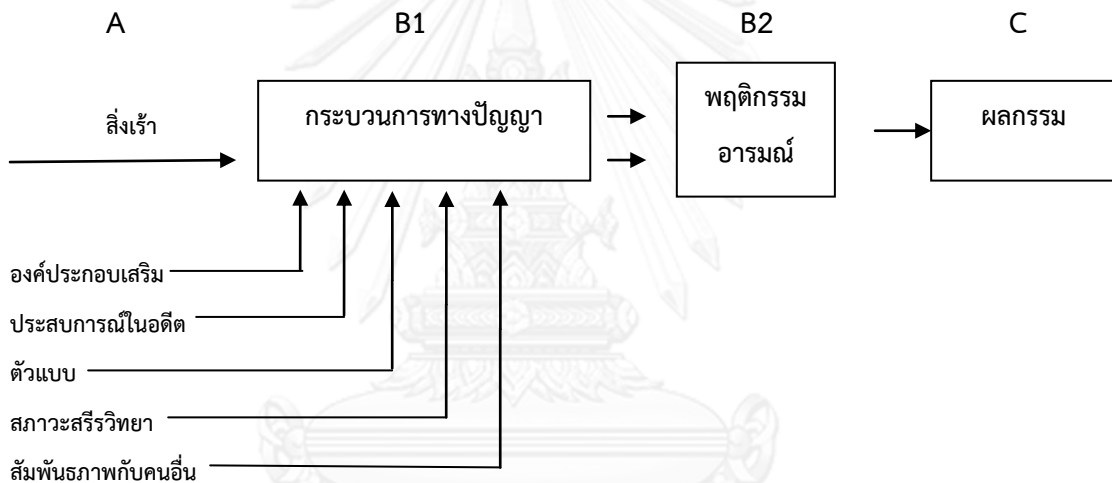 A B1 B2 C
สิ่งเร้า
กระบวนการทางปัญญา
พฤติกรรม
อารมณ์
ผลกรรม
องค์ประกอบเสริม
ประสบการณ์ในอดีต
ตัวแบบ
สภาวะสรีรวิทยา
สัมพันธภาพกับคนอื่น